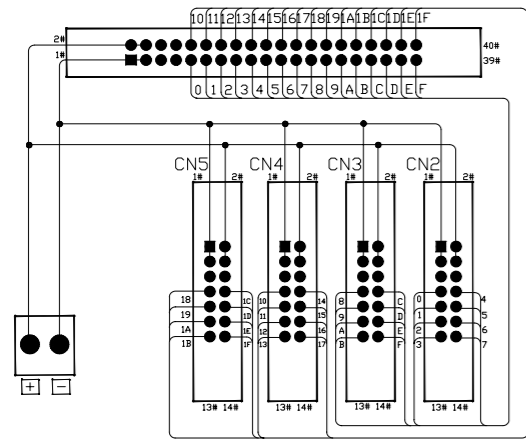 10 11 12 13 14 15 16 17 18 19 1A 1B 1C 1D 1E 1F
2# 40#
1# 39#
0 1 2 3 4 5 6 7 8 9 A B C D E F
CN5 CN4 CN3 CN2
1# 2# 1# 2# 1# 2# 1# 2#
18 1C 10 14 8 C 0 4
19 1D 11 15 9 D 1 5
1A 1E 12 16 A E 2 6
1B 1F 13 17 B F 3 7
+ -
13# 14# 13# 14# 13# 14# 13# 14#